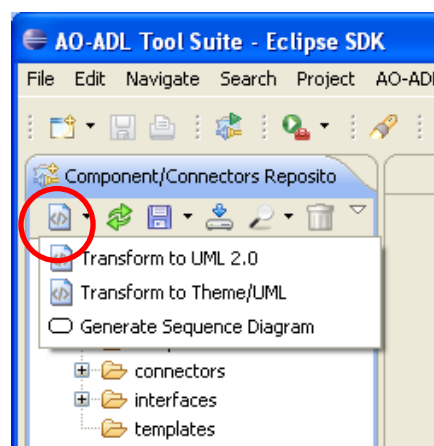 AO-ADL Tool Suite - Eclipse SDK
File Edit Navigate Search Project AO-ADL
Component/Connectors Reposito
Transform to UML 2.0
Transform to Theme/UML
Generate Sequence Diagram
connectors
interfaces
templates